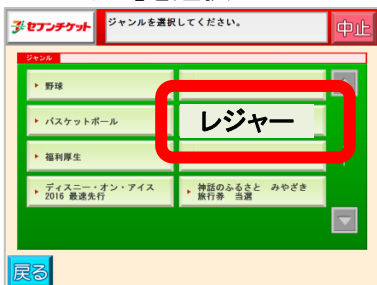 セブンチケット
ジャンルを選択してください。
中止
ジャンル
野球
バスケットボール
レジャー
福利厚生
ディスニー・オン・アイス
2016 最速先行
神話のふるさと みやざき
旅行券 当選
戻る